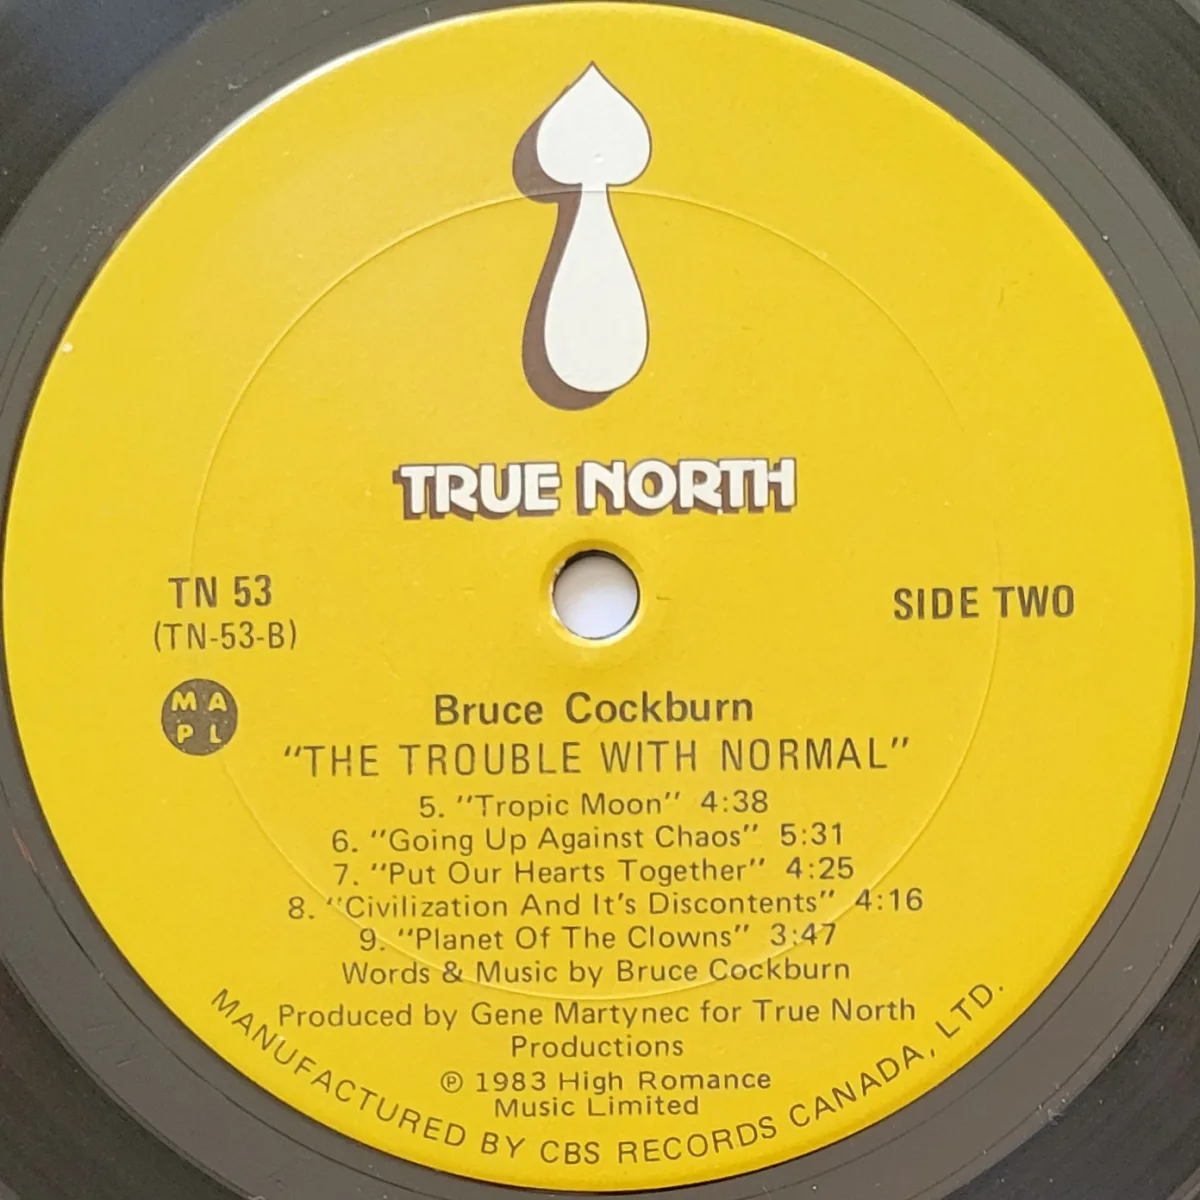 TRUE NORTH
TN 53
(TN-53-B)
SIDE TWO
M A
P L
Bruce Cockburn
"THE TROUBLE WITH NORMAL"
5. "Tropic Moon" 4:38
6. "Going Up Against Chaos" 5:31
7. "Put Our Hearts Together" 4:25
8. "Civilization And It's Discontents" 4:16
9. "Planet Of The Clowns" 3:47
Words & Music by Bruce Cockburn
Produced by Gene Martynec for True North
Productions
℗ 1983 High Romance
Music Limited
MANUFACTURED BY CBS RECORDS CANADA, LTD.